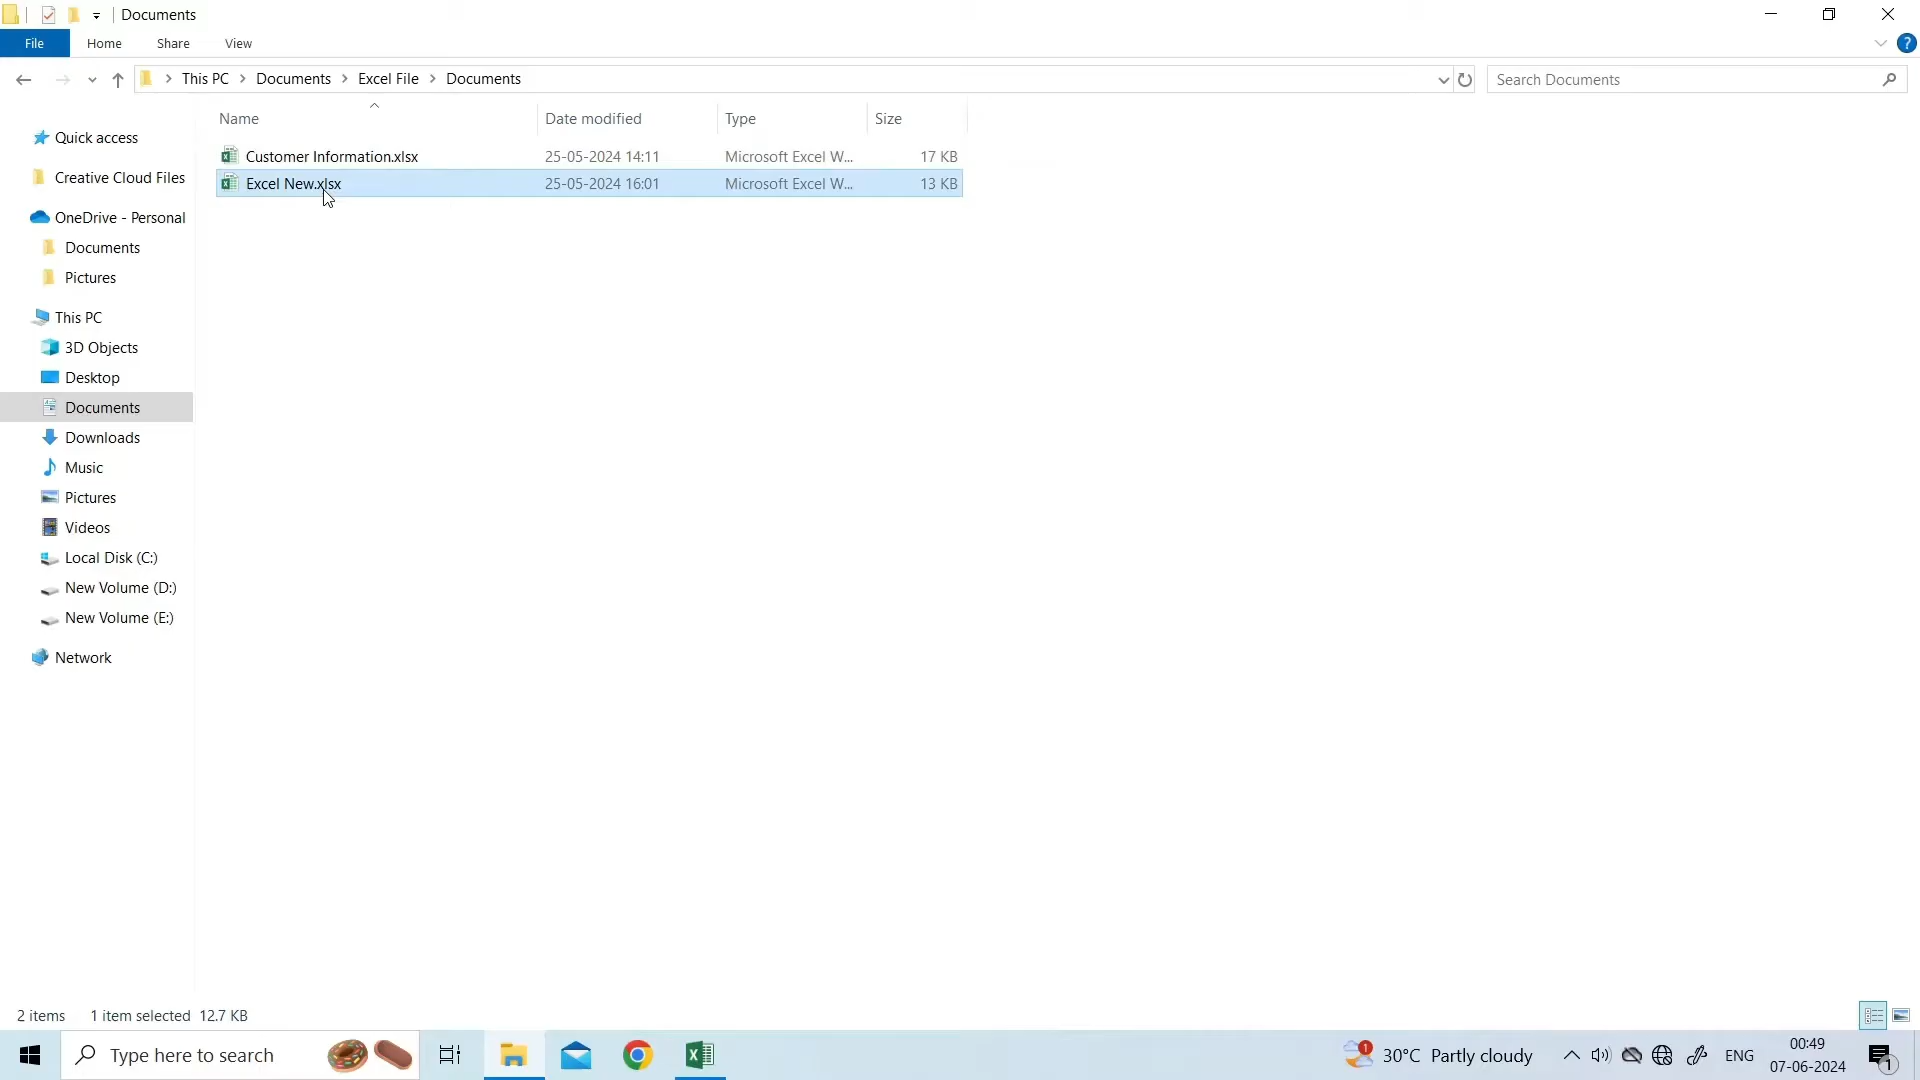 Documents
File Home Share View
This PC Documents Excel File Documents
Search Documents
Name Date modified Type Size
Customer Information.xlsx 25-05-2024 14:11 Microsoft Excel W... 17 KB
Excel New.xlsx 25-05-2024 16:01 Microsoft Excel W... 13 KB
Quick access
Creative Cloud Files
OneDrive - Personal
Documents
Pictures
This PC
3D Objects
Desktop
Documents
Downloads
Music
Pictures
Videos
Local Disk (C:)
New Volume (D:)
New Volume (E:)
Network
2 items 1 item selected 12.7 KB
Type here to search
1 30°C Partly cloudy ENG
00:49
07-06-2024
1